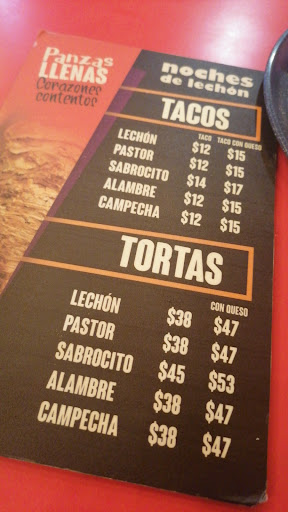 Panzas
LLENAS
Corazones
contentos
noches
de lechón
TACOS
TACO TACO CON QUESO
LECHÓN $12 $15
PASTOR $12 $15
SABROCITO $14 $17
ALAMBRE $12 $15
CAMPECHA $12 $15
TORTAS
CON QUESO
LECHÓN $38 $47
PASTOR $38 $47
SABROCITO $45 $53
ALAMBRE $38 $47
CAMPECHA $38 $47